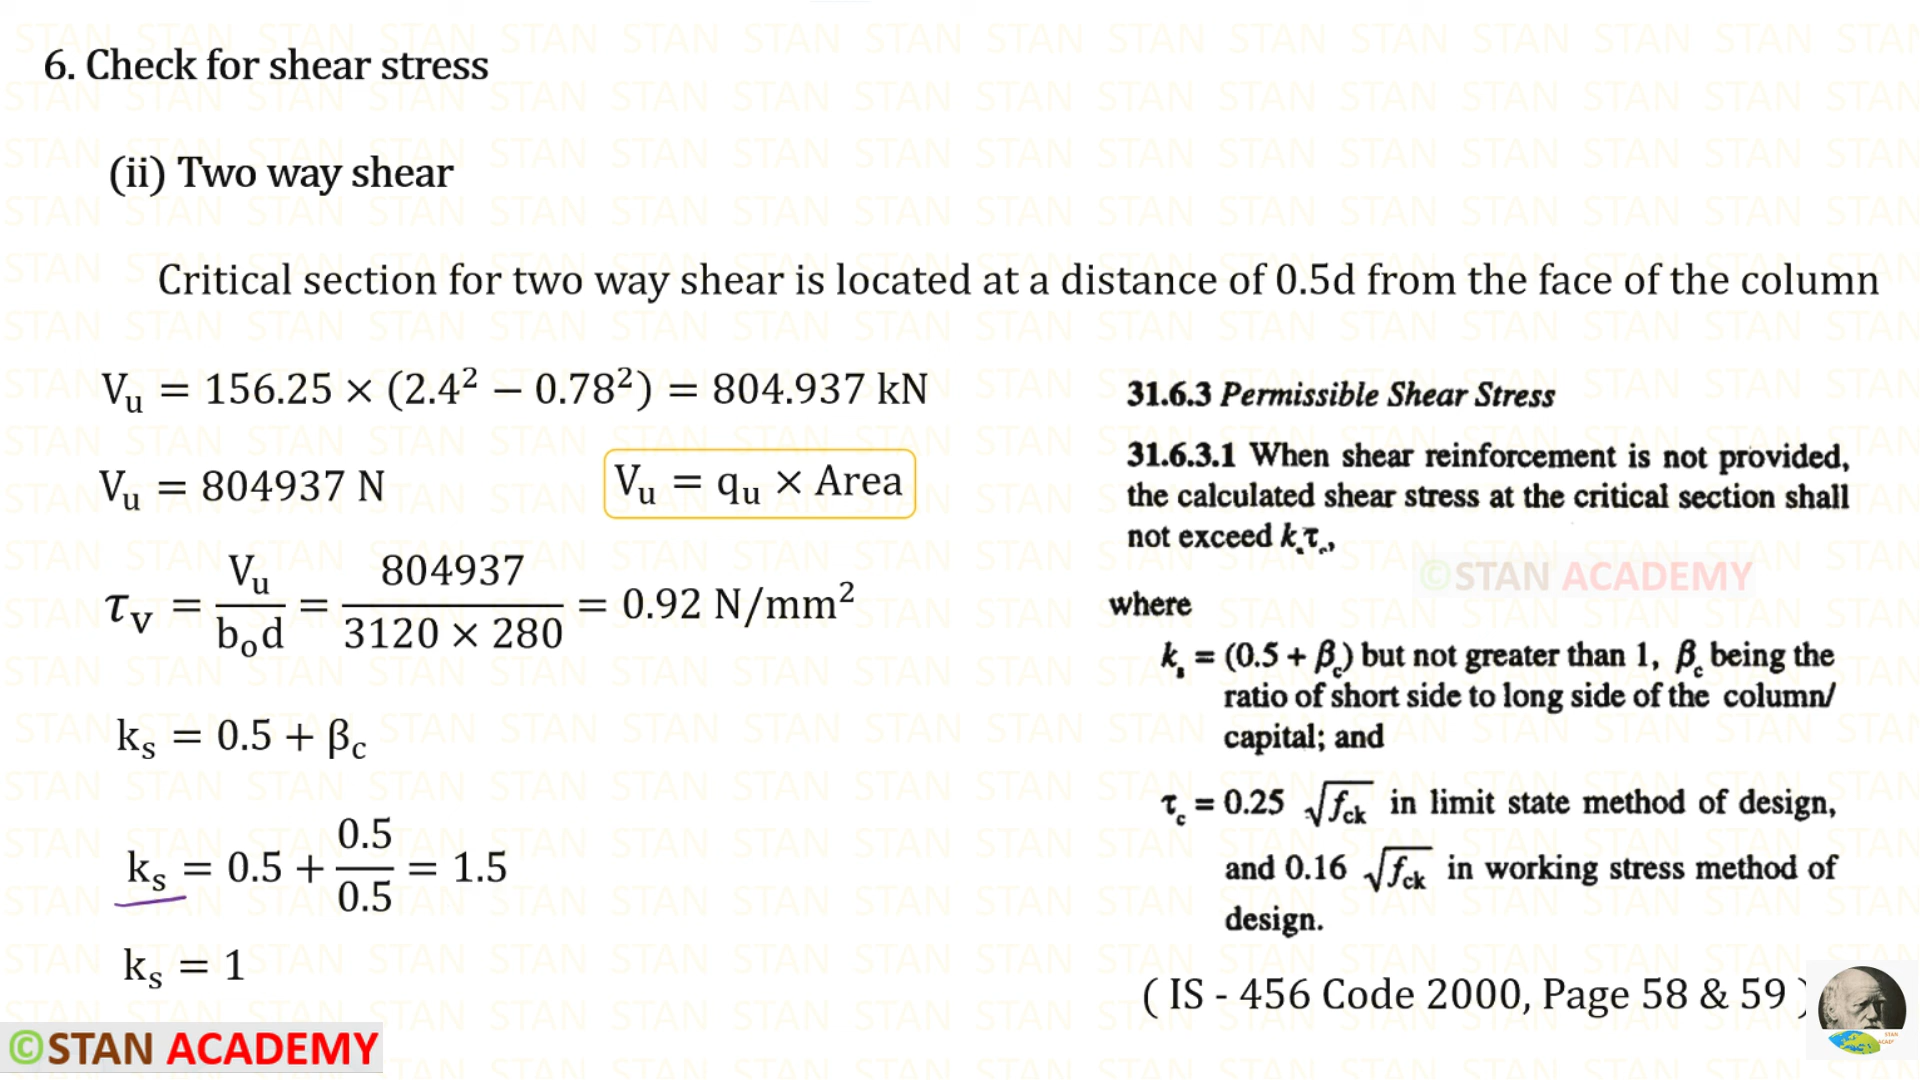 6. Check for shear stress
(ii) Two way shear
Critical section for two way shear is located at a distance of 0.5d from the face of the column
Vu = 156.25 × (2.4² − 0.78²) = 804.937 kN
Vu = 804937 N
Vu = qu × Area
τv = Vu / bod = 804937 / 3120 × 280 = 0.92 N/mm²
ks = 0.5 + βc
ks = 0.5 + 0.5 / 0.5 = 1.5
ks = 1
31.6.3 Permissible Shear Stress
31.6.3.1 When shear reinforcement is not provided,
the calculated shear stress at the critical section shall
not exceed ksτc,
©STAN ACADEMY
where
ks = (0.5 + βc) but not greater than 1, βc being the
ratio of short side to long side of the column/
capital; and
τc = 0.25 √fck in limit state method of design,
and 0.16 √fck in working stress method of
design.
( IS - 456 Code 2000, Page 58 & 59 )
©STAN ACADEMY